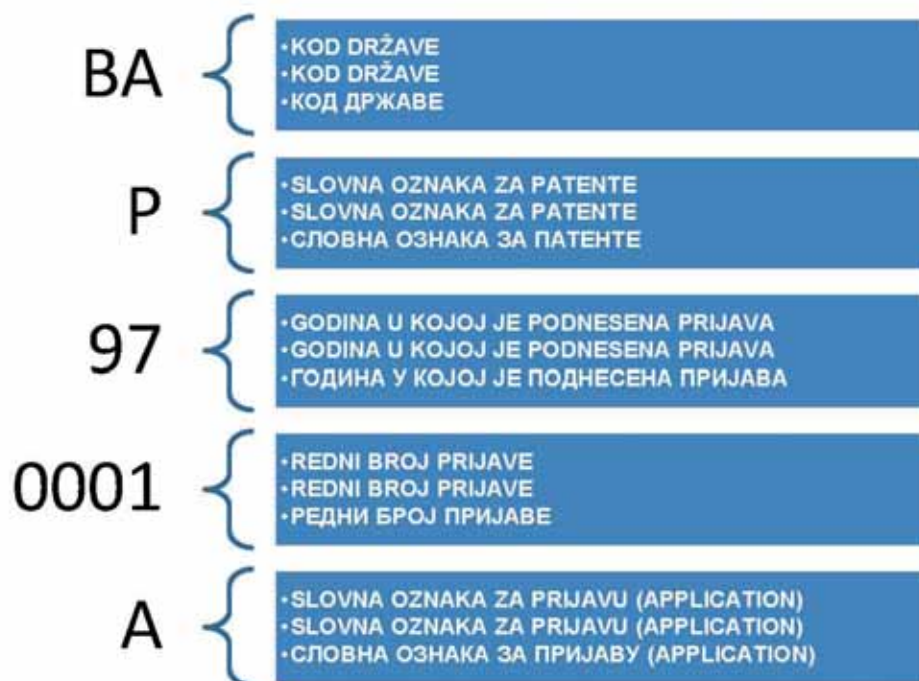 BA
•KOD DRŽAVE
•KOD DRŽAVE
•КОД ДРЖАВЕ
P
•SLOVNA OZNAKA ZA PATENTE
•SLOVNA OZNAKA ZA PATENTE
•СЛОВНА ОЗНАКА ЗА ПАТЕНТЕ
97
•GODINA U KOJOJ JE PODNESENA PRIJAVA
•GODINA U KOJOJ JE PODNESENA PRIJAVA
•ГОДИНА У КОЈОЈ ЈЕ ПОДНЕСЕНА ПРИЈАВА
0001
•REDNI BROJ PRIJAVE
•REDNI BROJ PRIJAVE
•РЕДНИ БРОЈ ПРИЈАВЕ
A
•SLOVNA OZNAKA ZA PRIJAVU (APPLICATION)
•SLOVNA OZNAKA ZA PRIJAVU (APPLICATION)
•СЛОВНА ОЗНАКА ЗА ПРИЈАВУ (APPLICATION)